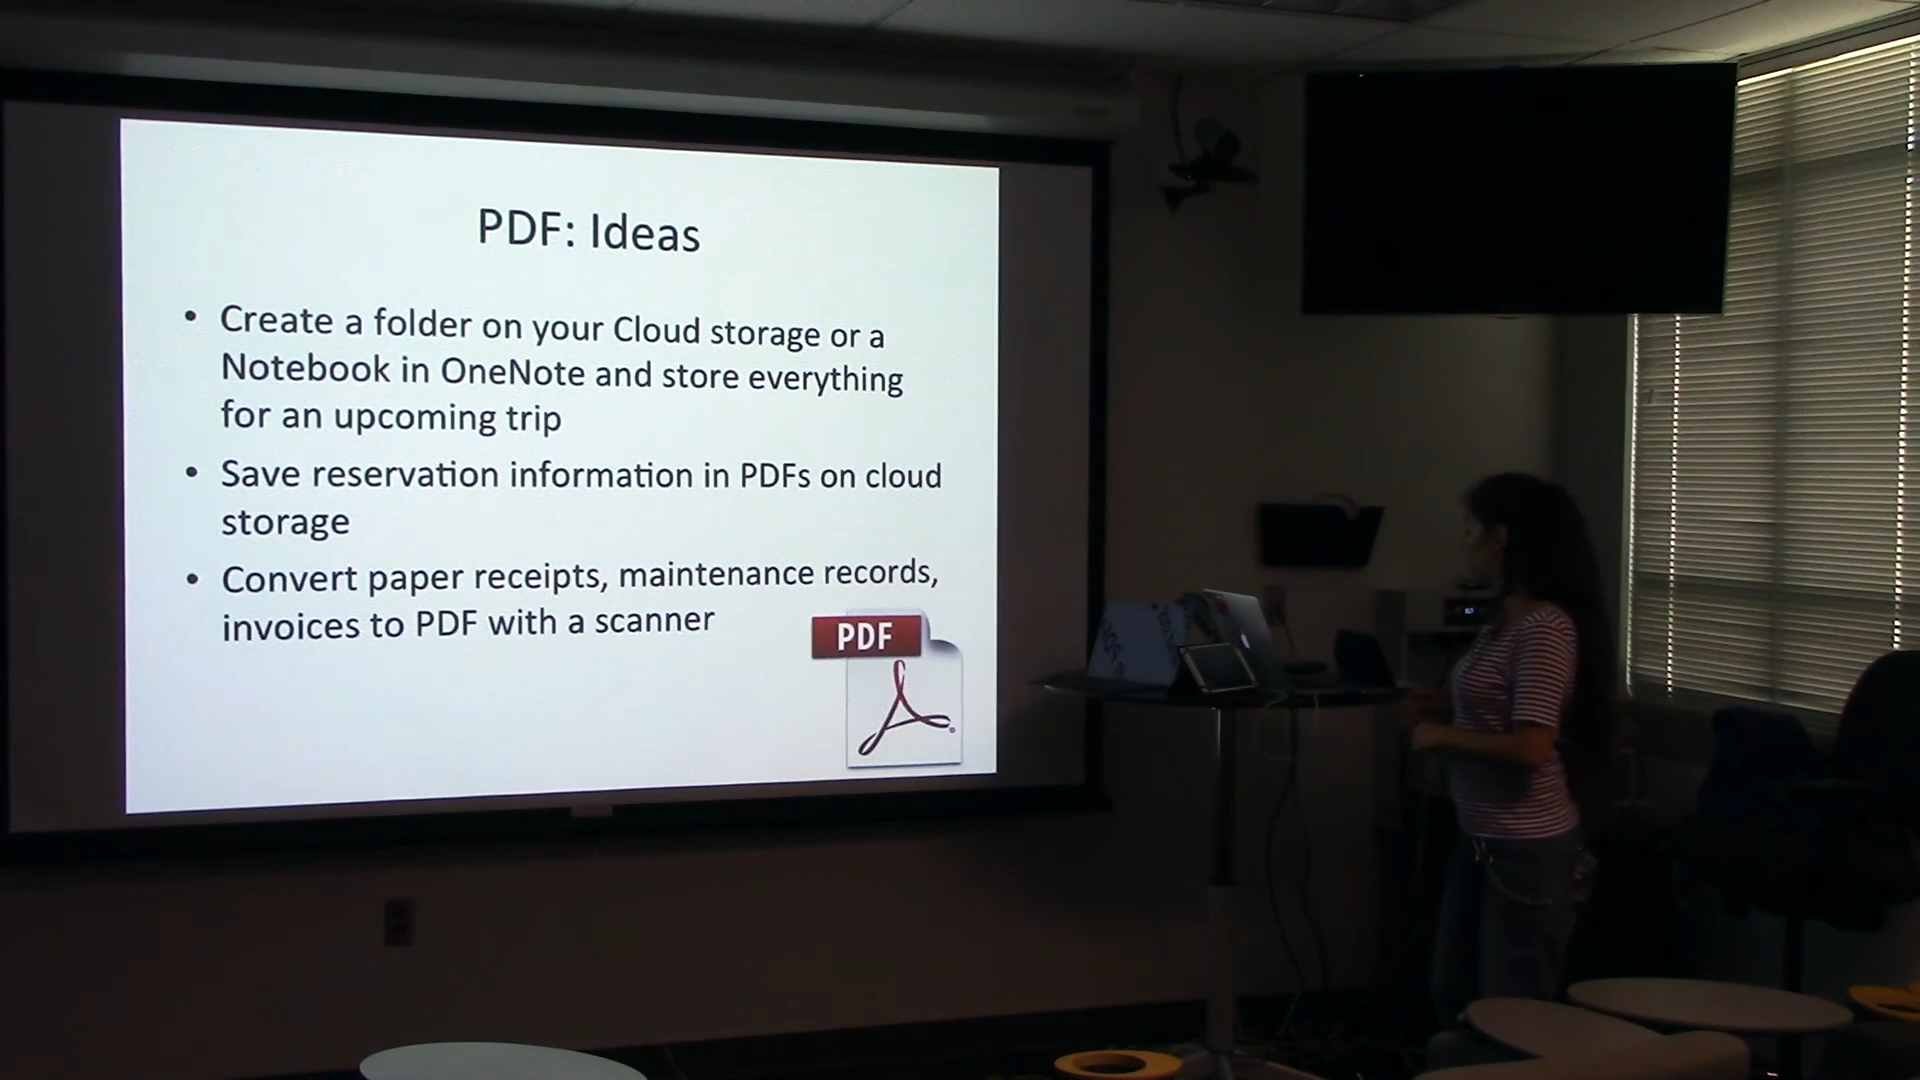 PDF: Ideas
• Create a folder on your Cloud storage or a
Notebook in OneNote and store everything
for an upcoming trip
• Save reservation information in PDFs on cloud
storage
• Convert paper receipts, maintenance records,
invoices to PDF with a scanner
PDF